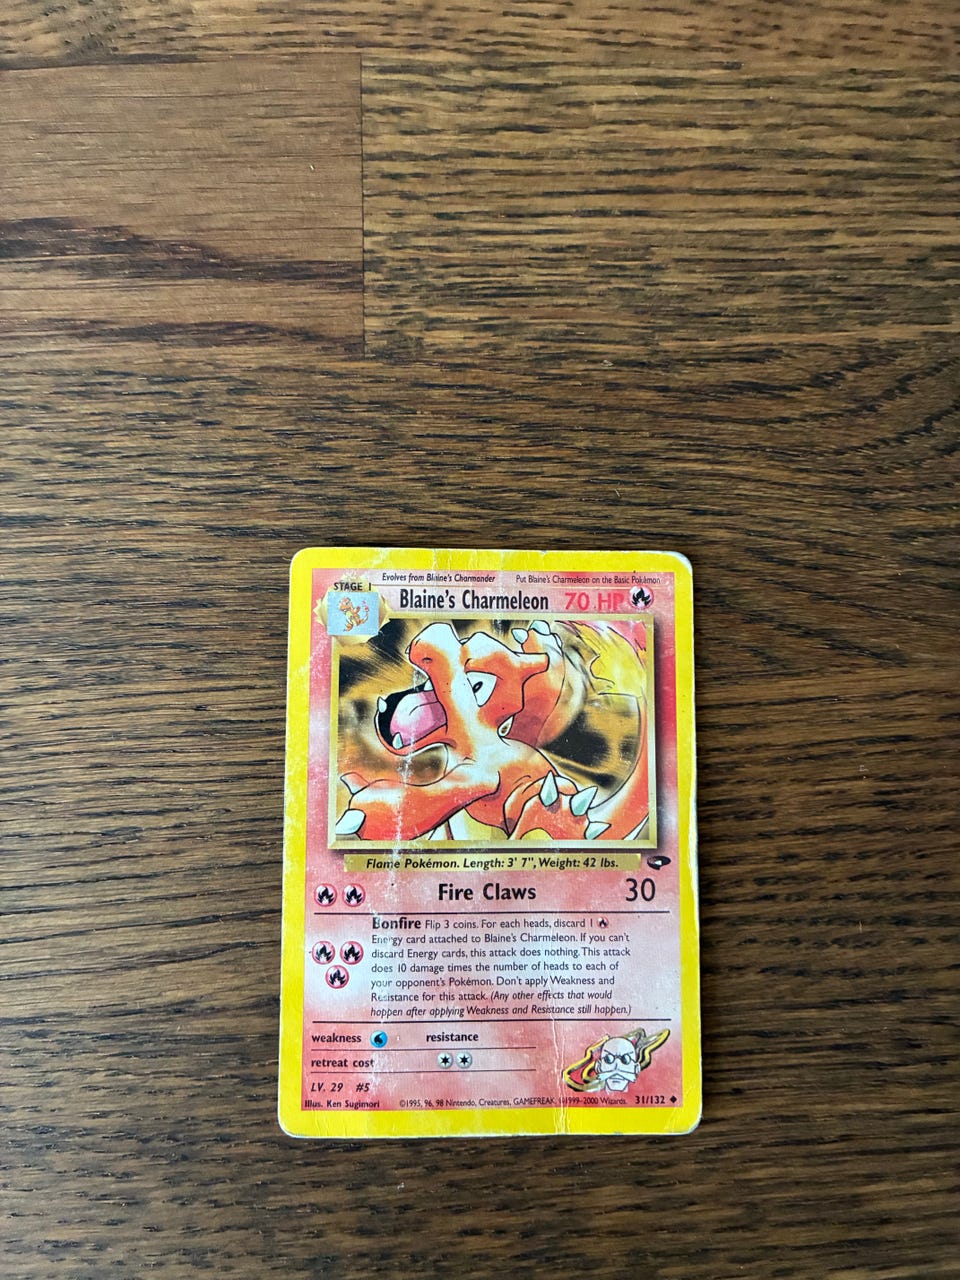 Evolves from Blaine's Charmander Put Blaine's Charmeleon on the Basic Pokémon
STAGE 1
Blaine's Charmeleon 70 HP
Flame Pokémon. Length: 3' 7", Weight: 42 lbs.
Fire Claws 30
Bonfire Flip 3 coins. For each heads, discard 1
Energy card attached to Blaine's Charmeleon. If you can't
discard Energy cards, this attack does nothing. This attack
does 10 damage times the number of heads to each of
your opponent's Pokémon. Don't apply Weakness and
Resistance for this attack. (Any other effects that would
happen after applying Weakness and Resistance still happen.)
weakness resistance
retreat cost
LV. 29 #5
Illus. Ken Sugimori ©1995, 96, 98 Nintendo, Creatures, GAMEFREAK. ©1999-2000 Wizards. 31/132